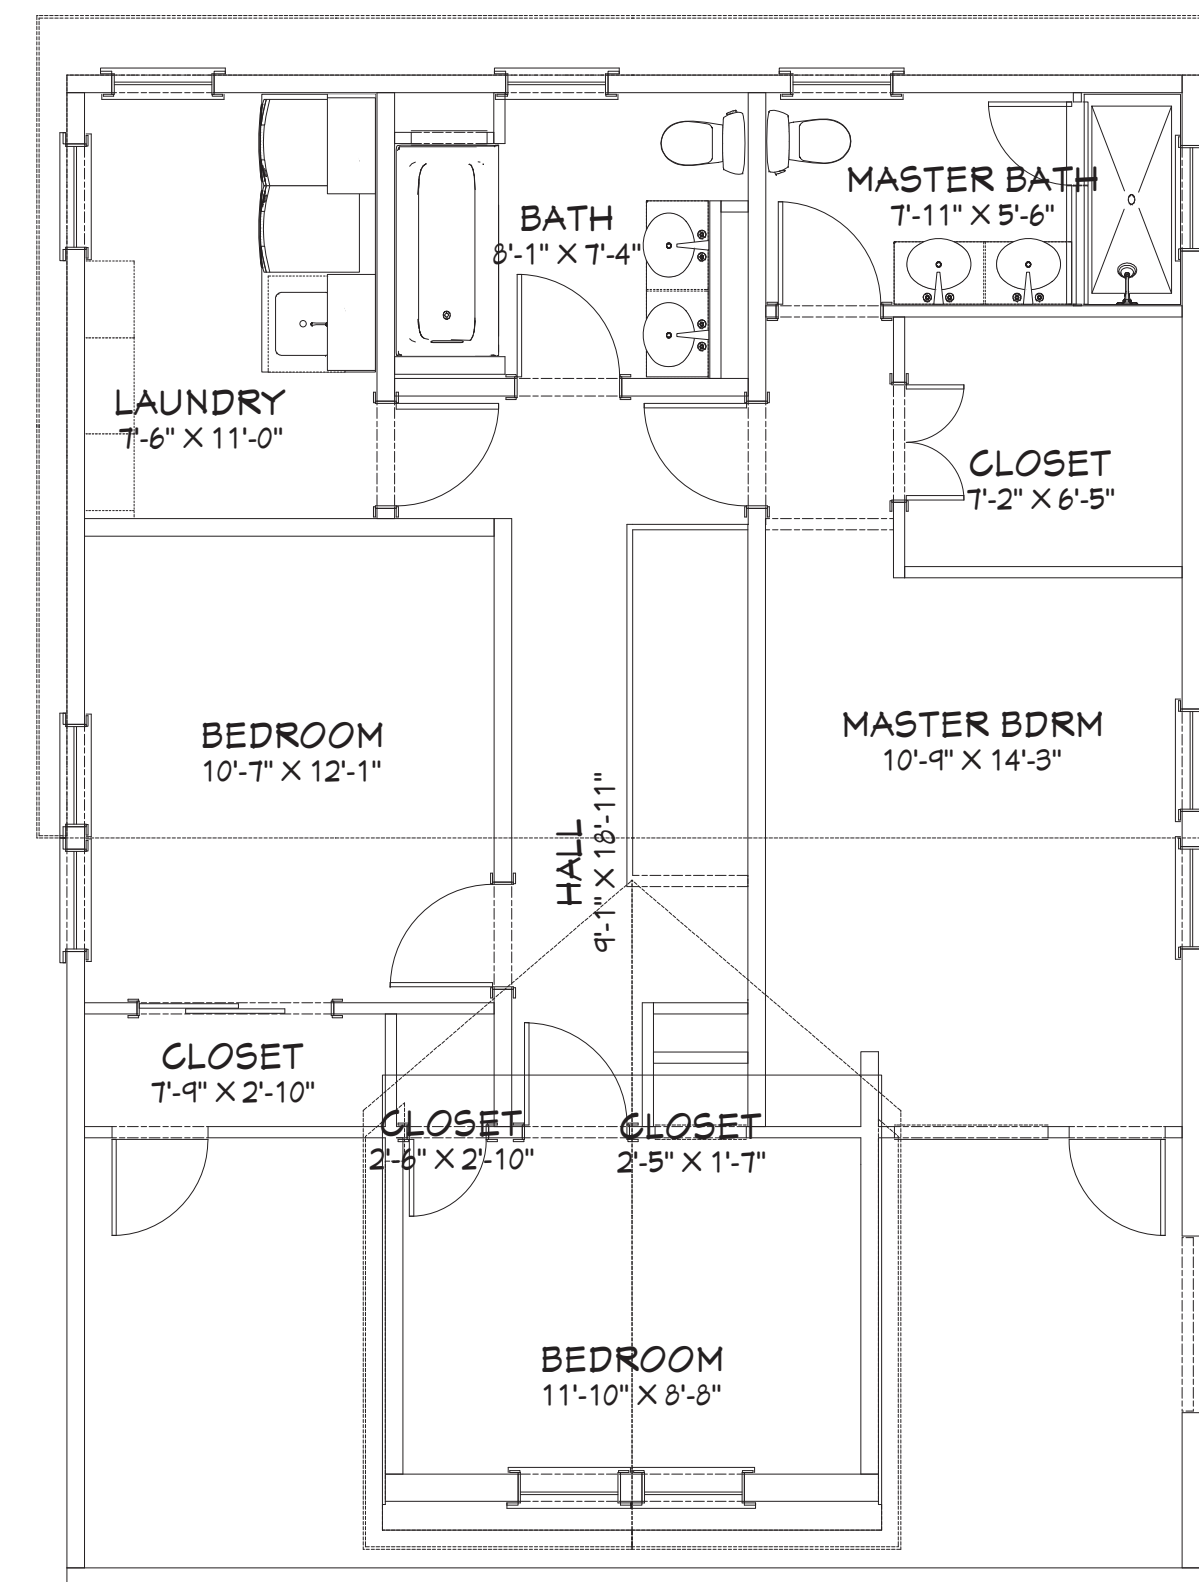 MASTER BATH
7'-11" X 5'-6"
BATH
8'-1" X 7'-4"
LAUNDRY
7'-6" X 11'-0"
CLOSET
7'-2" X 6'-5"
BEDROOM
10'-7" X 12'-1"
MASTER BDRM
10'-9" X 14'-3"
HALL
9'-1" X 18'-11"
CLOSET
7'-9" X 2'-10"
CLOSET
2'-6" X 2'-10"
CLOSET
2'-5" X 1'-7"
BEDROOM
11'-10" X 8'-8"